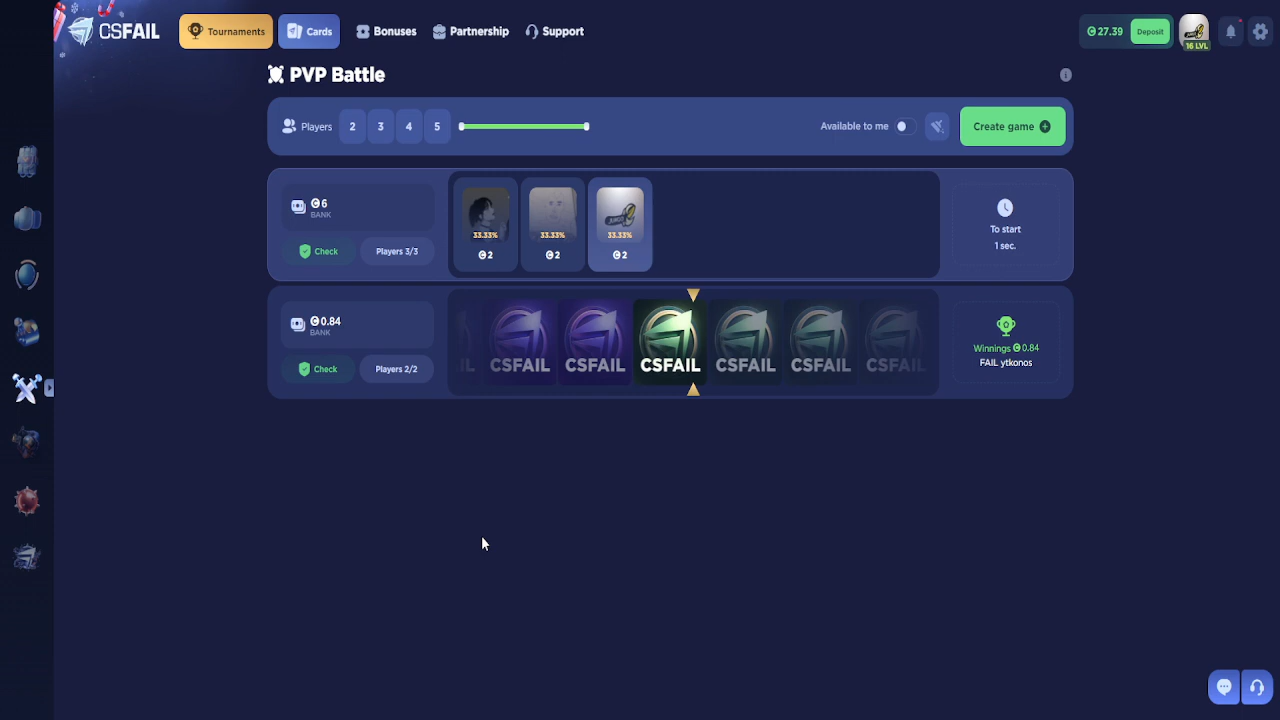 CSFAIL
Tournaments
Cards
Bonuses
Partnership
Support
27.39
Deposit
16 LVL
PVP Battle
Players
2
3
4
5
Available to me
Create game
6
BANK
Check
Players 3/3
33.33%
2
33.33%
2
33.33%
2
To start
1 sec.
0.84
BANK
Check
Players 2/2
CSFAIL
CSFAIL
CSFAIL
CSFAIL
CSFAIL
CSFAIL
Winnings 0.84
FAIL ytkonos